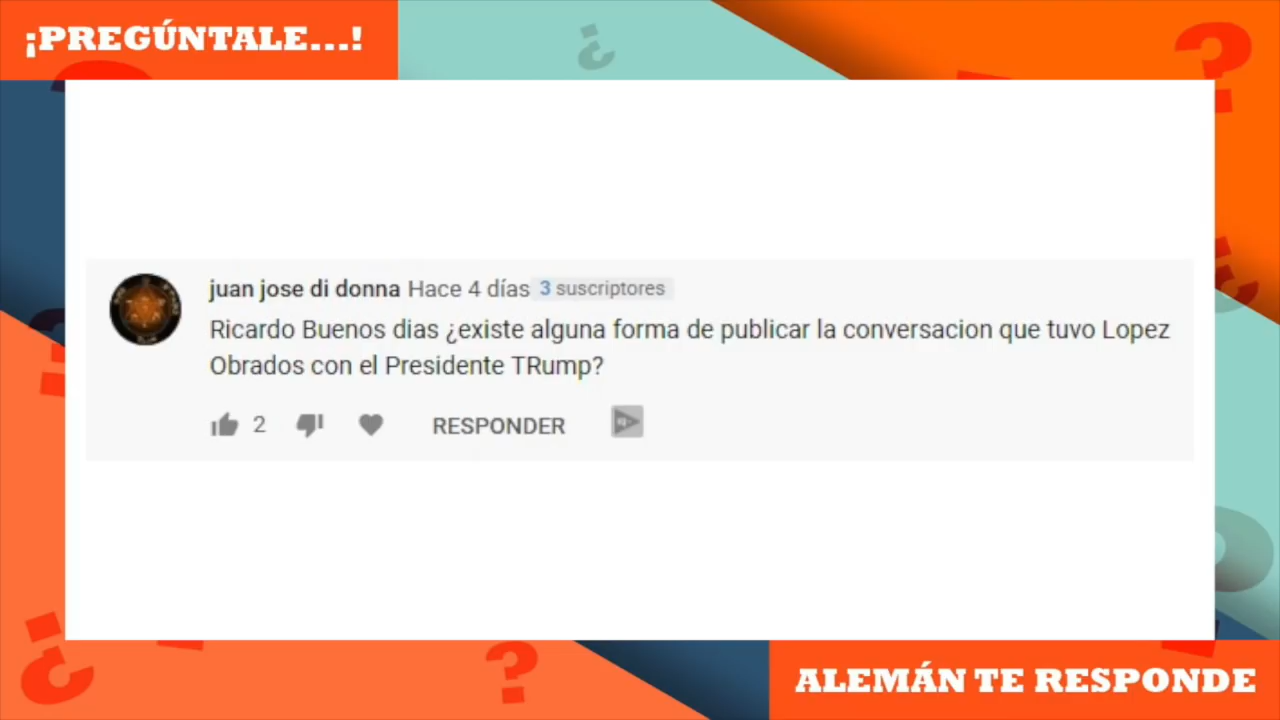 ¡PREGÚNTALE...!
juan jose di donna Hace 4 días 3 suscriptores
Ricardo Buenos dias ¿existe alguna forma de publicar la conversacion que tuvo Lopez
Obrados con el Presidente TRump?
2 RESPONDER
ALEMÁN TE RESPONDE